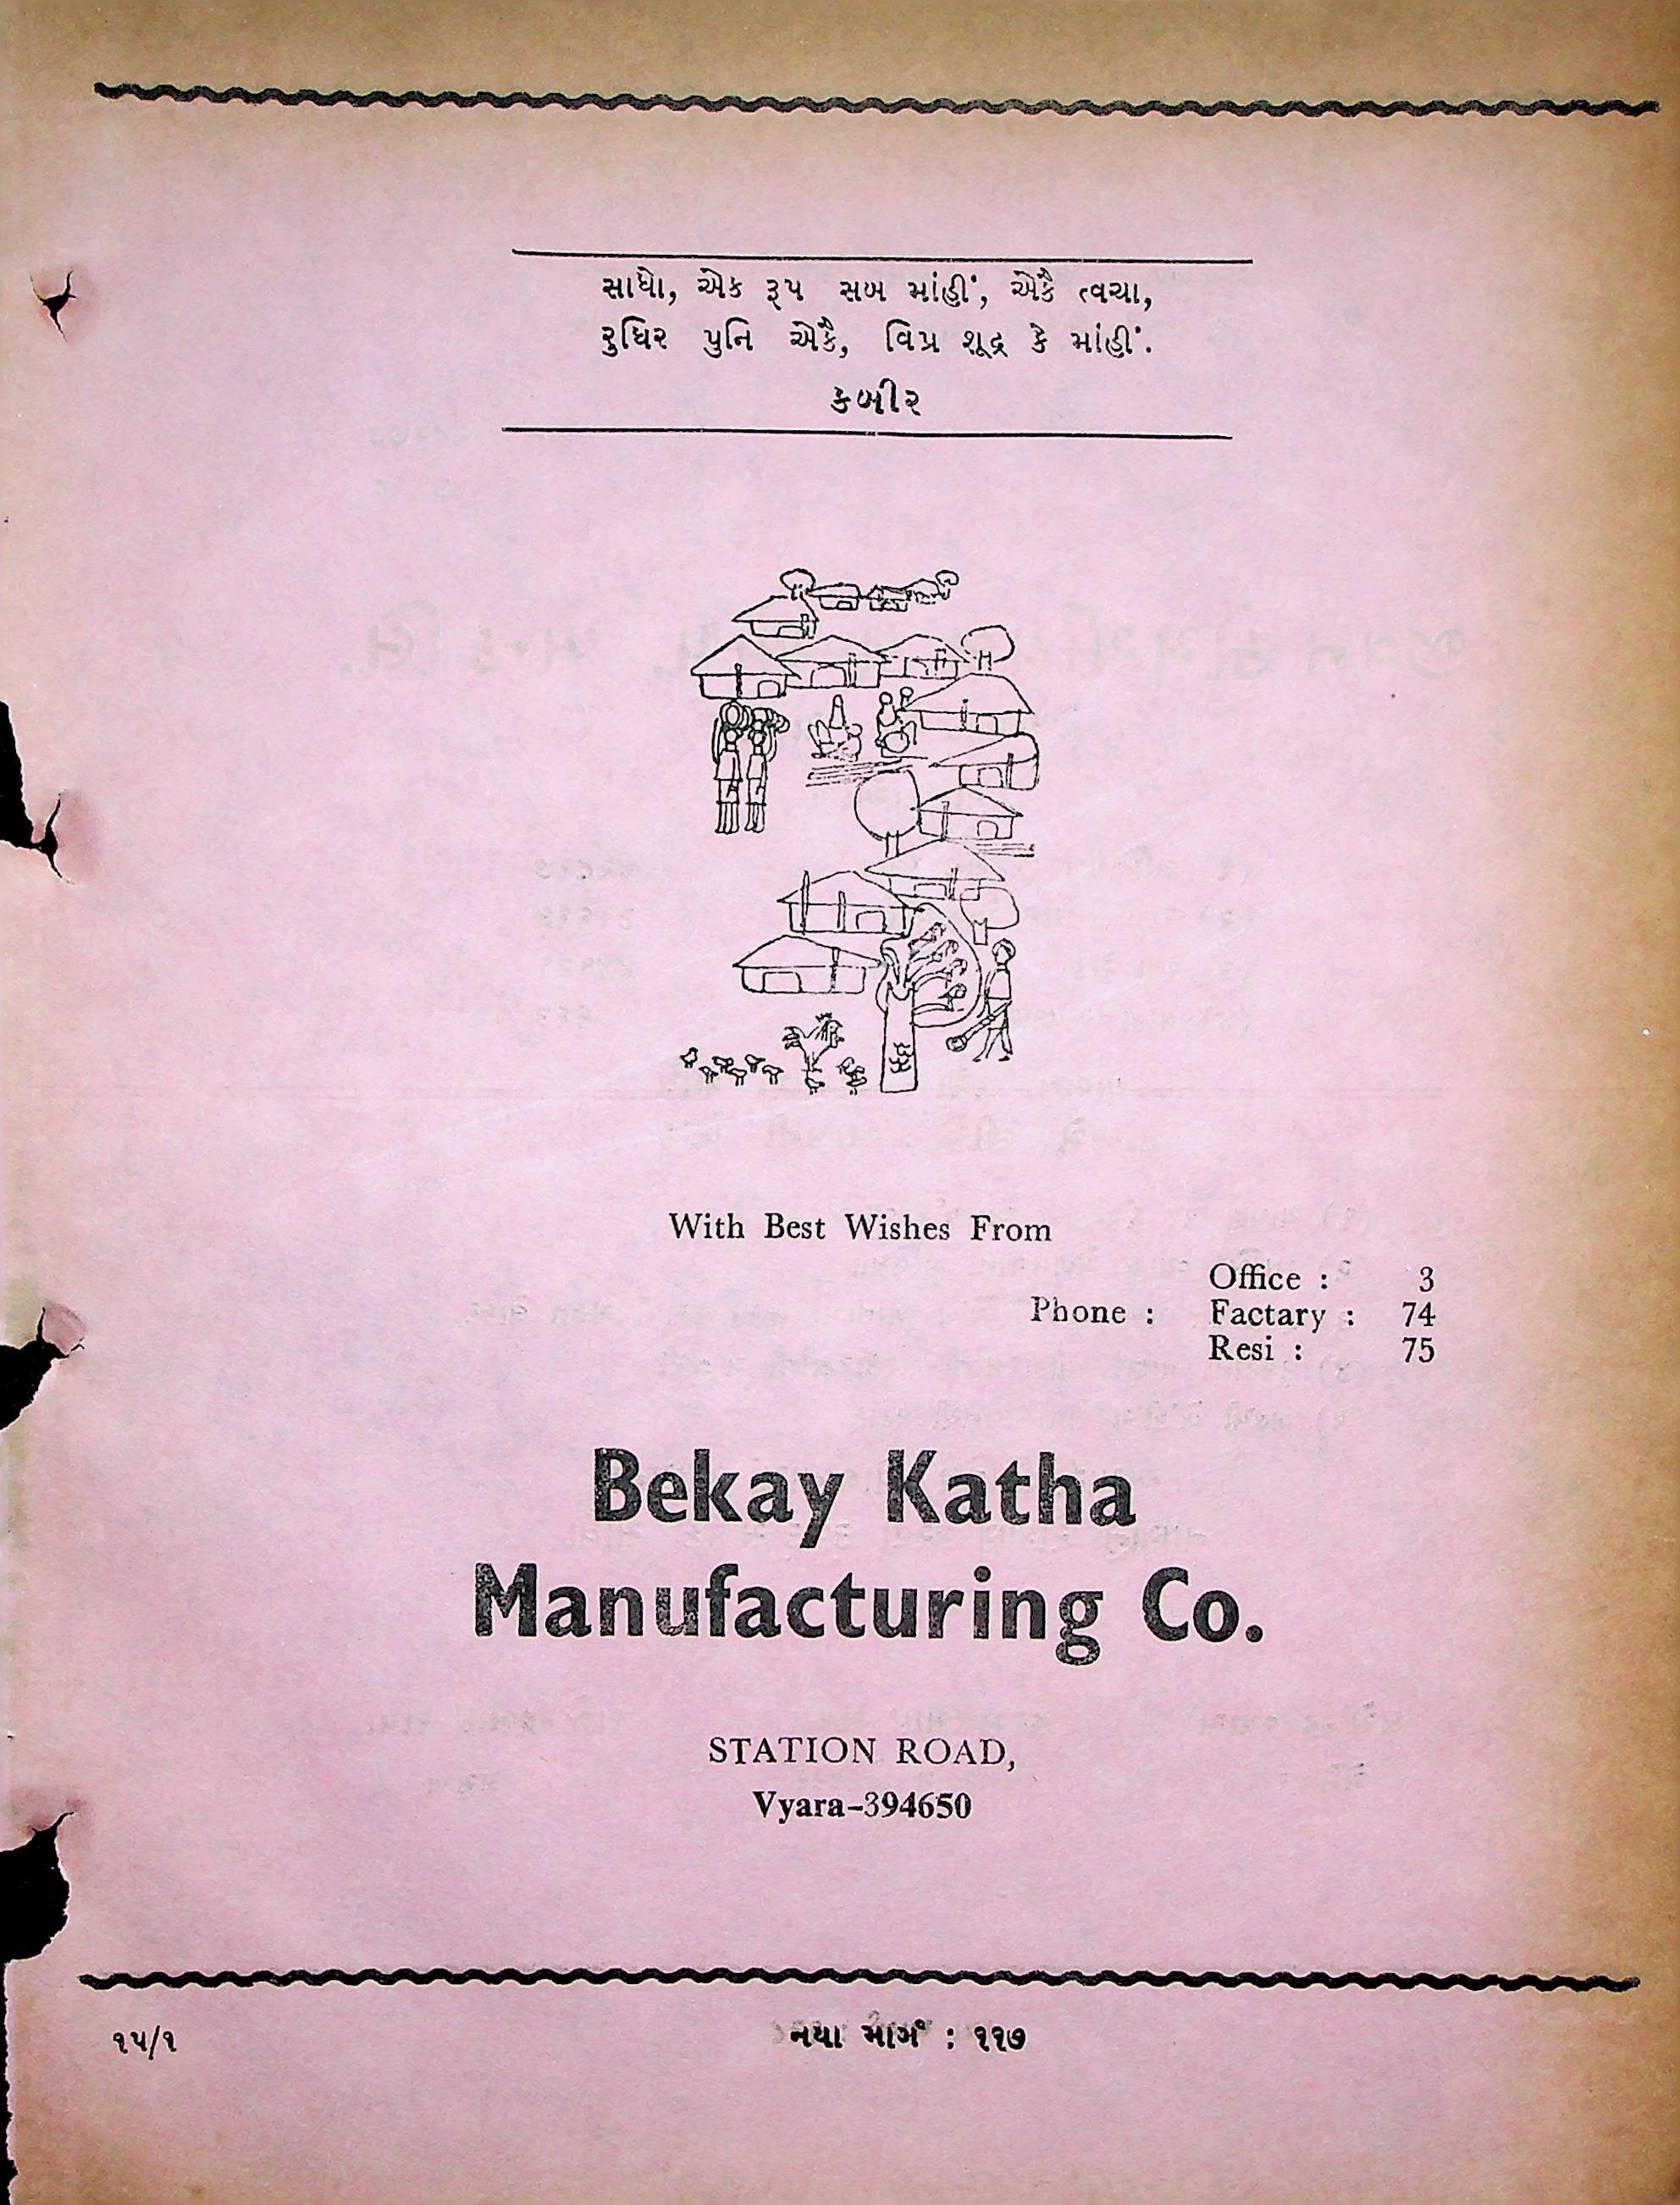 સાધો, એક રૂપ સબ માંહીં, એકૈ ત્વચા,
રુધિર પુનિ એકૈ, વિપ્ર શૂદ્ર કે માંહીં.
કબીર
With Best Wishes From
Office : 3
Phone : Factary : 74
Resi : 75
Bekay Katha
Manufacturing Co.
STATION ROAD,
Vyara-394650
૧૫/૧ નયા માર્ગ : ૧૧૭